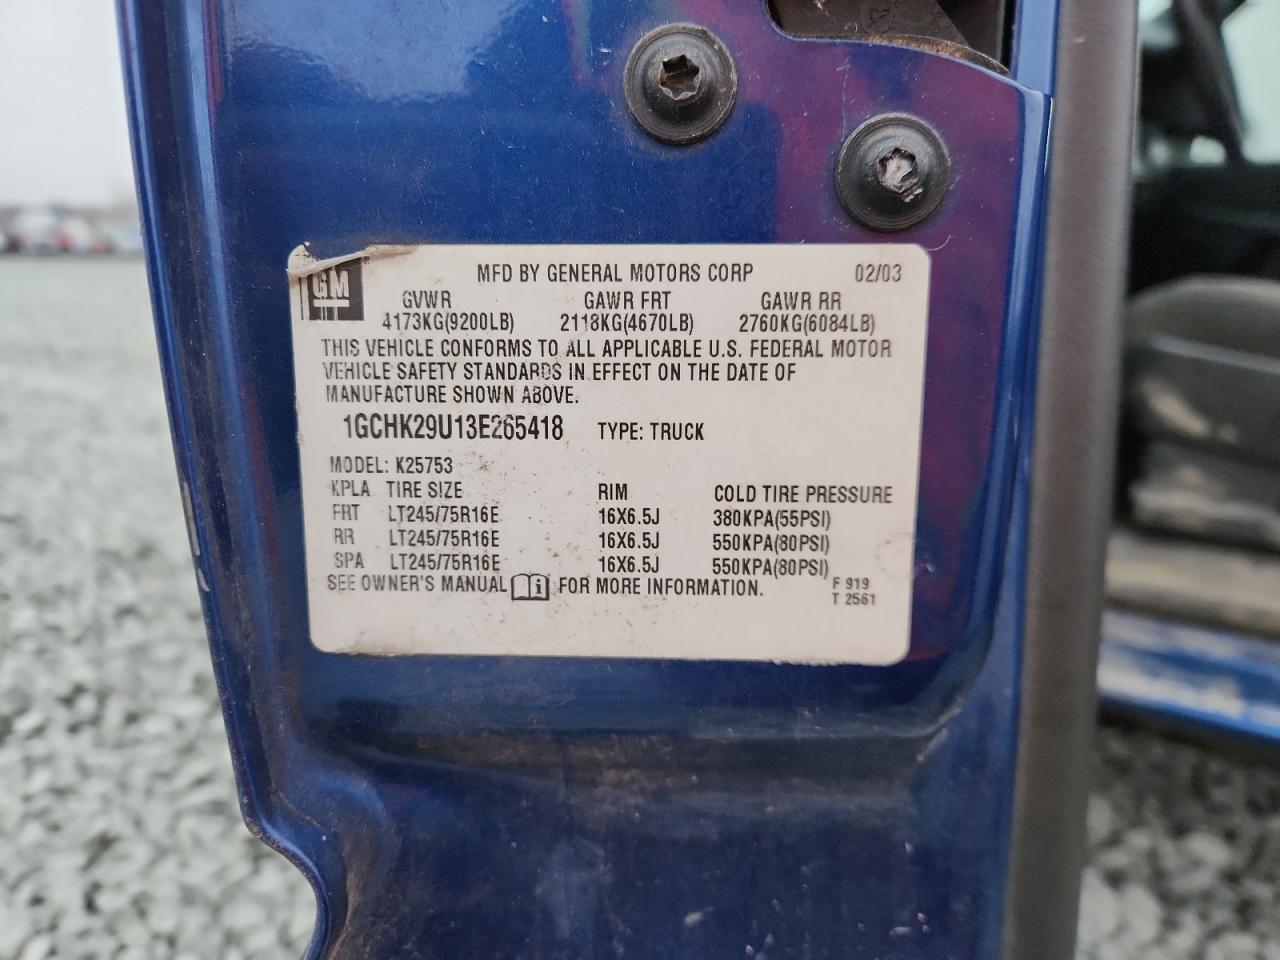 GM
MFD BY GENERAL MOTORS CORP 02/03
GVWR GAWR FRT GAWR RR
4173KG(9200LB) 2118KG(4670LB) 2760KG(6084LB)
THIS VEHICLE CONFORMS TO ALL APPLICABLE U.S. FEDERAL MOTOR
VEHICLE SAFETY STANDARDS IN EFFECT ON THE DATE OF
MANUFACTURE SHOWN ABOVE.
1GCHK29U13E265418 TYPE: TRUCK
MODEL: K25753
KPLA TIRE SIZE RIM COLD TIRE PRESSURE
FRT LT245/75R16E 16X6.5J 380KPA(55PSI)
RR LT245/75R16E 16X6.5J 550KPA(80PSI)
SPA LT245/75R16E 16X6.5J 550KPA(80PSI)
SEE OWNER'S MANUAL i FOR MORE INFORMATION. F 919
T 2561